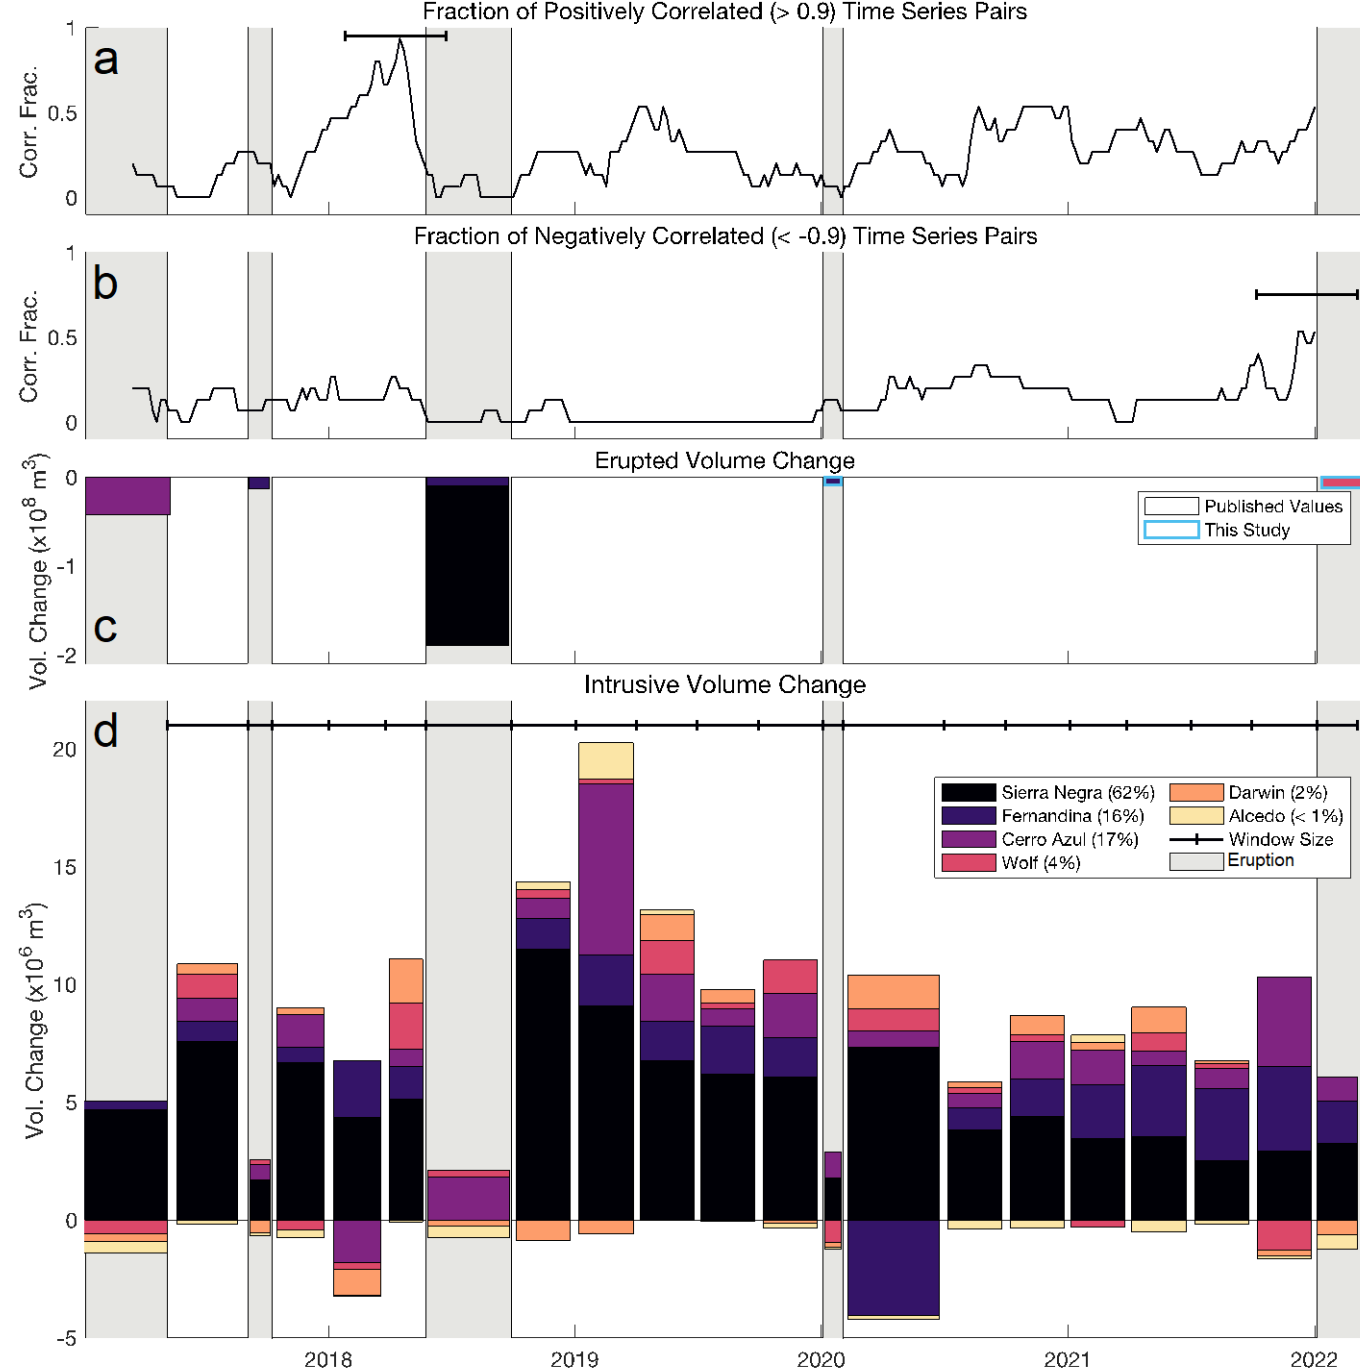 Fraction of Positively Correlated (> 0.9) Time Series Pairs
a
Corr. Frac.
1
0.5
0
Fraction of Negatively Correlated (< -0.9) Time Series Pairs
b
Corr. Frac.
1
0.5
0
Erupted Volume Change
c
Vol. Change (x10⁸ m³)
0
-1
-2
Published Values
This Study
Intrusive Volume Change
d
Vol. Change (x10⁶ m³)
20
15
10
5
0
-5
Sierra Negra (62%)
Fernandina (16%)
Cerro Azul (17%)
Wolf (4%)
Darwin (2%)
Alcedo (< 1%)
Window Size
Eruption
2018
2019
2020
2021
2022